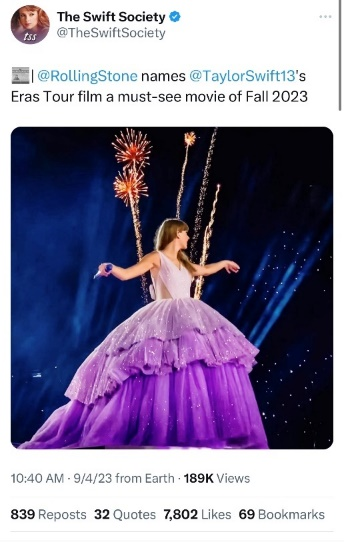 The Swift Society
@TheSwiftSociety
tss
| @RollingStone names @TaylorSwift13's
Eras Tour film a must-see movie of Fall 2023
10:40 AM · 9/4/23 from Earth · 189K Views
839 Reposts 32 Quotes 7,802 Likes 69 Bookmarks